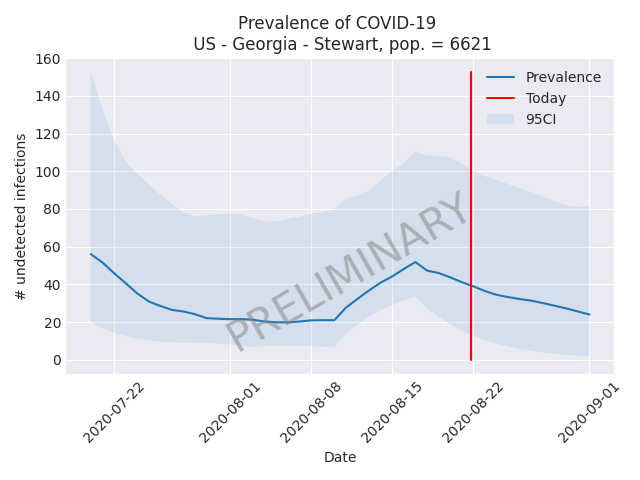 Prevalence of COVID-19
US - Georgia - Stewart, pop. = 6621
160
140
120
100
80
60
40
20
0
# undetected infections
Prevalence
Today
95CI
PRELIMINARY
2020-07-22
2020-08-01
2020-08-08
2020-08-15
2020-08-22
2020-09-01
Date